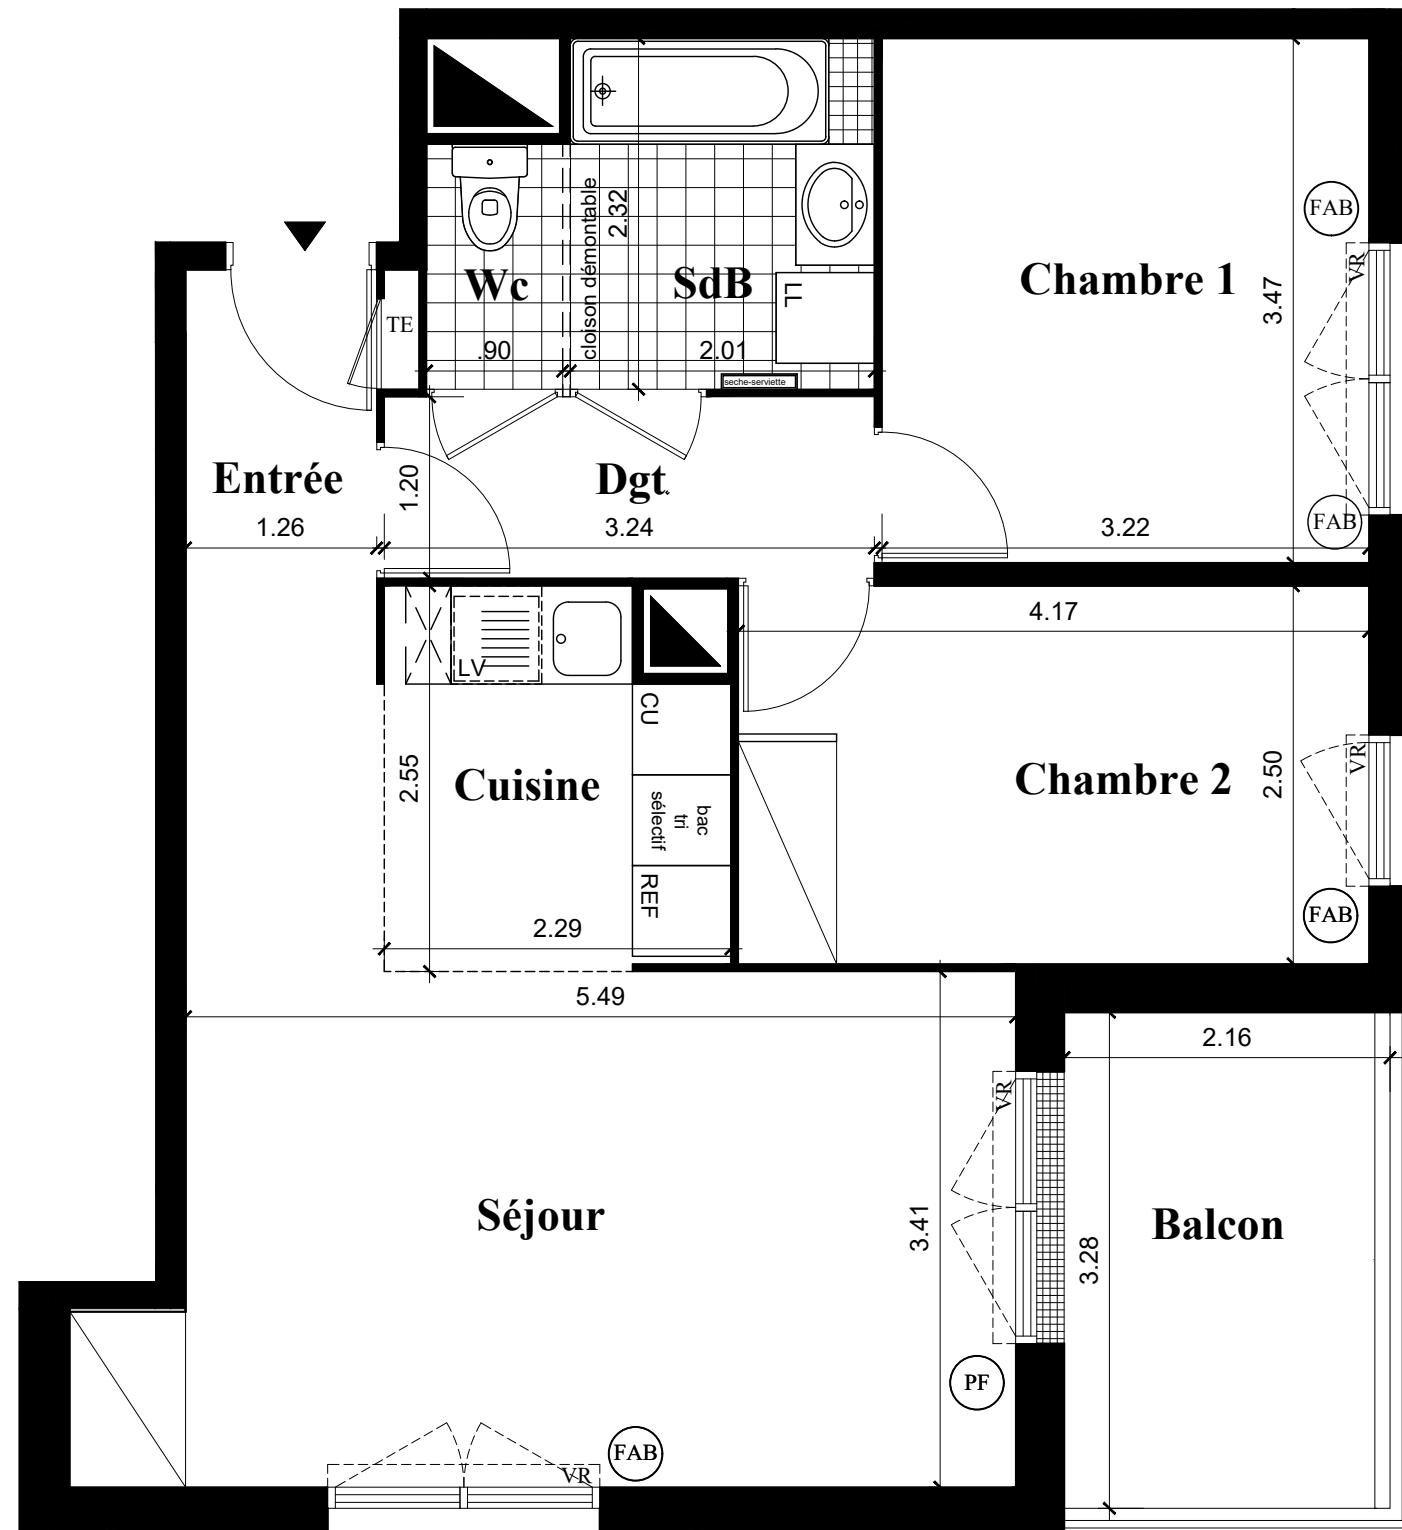 FAB
cloison démontable
2.32
Wc
SdB
LL
Chambre 1
VR
3.47
TE
.90
2.01
seche-serviette
Entrée
1.20
Dgt.
FAB
1.26
3.24
3.22
4.17
LV
CU
2.55
Cuisine
bac
tri
sélectif
Chambre 2
2.50
VR
REF
FAB
2.29
5.49
2.16
VR
Séjour
3.41
3.28
Balcon
PF
FAB
VR